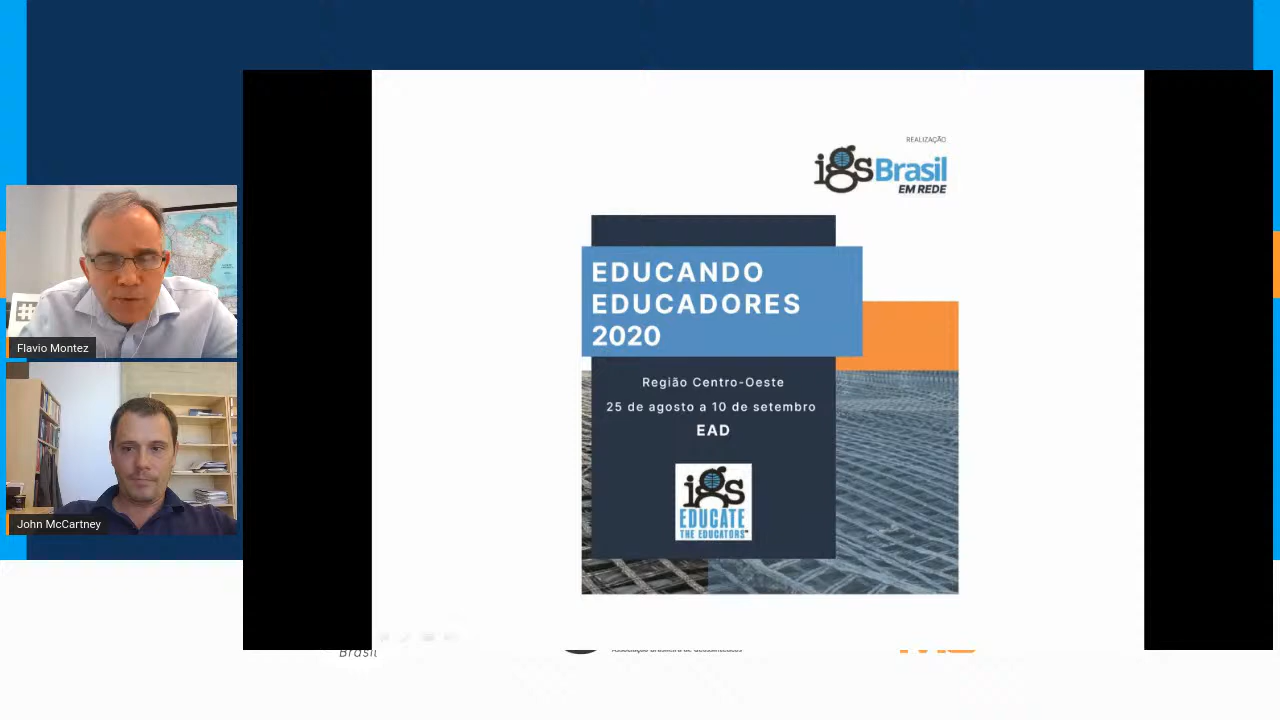 REALIZAÇÃO
igsBrasil
EM REDE
EDUCANDO
EDUCADORES
2020
Região Centro-Oeste
25 de agosto a 10 de setembro
EAD
igs
EDUCATE
THE EDUCATORS
Flavio Montez
John McCartney
Brasil